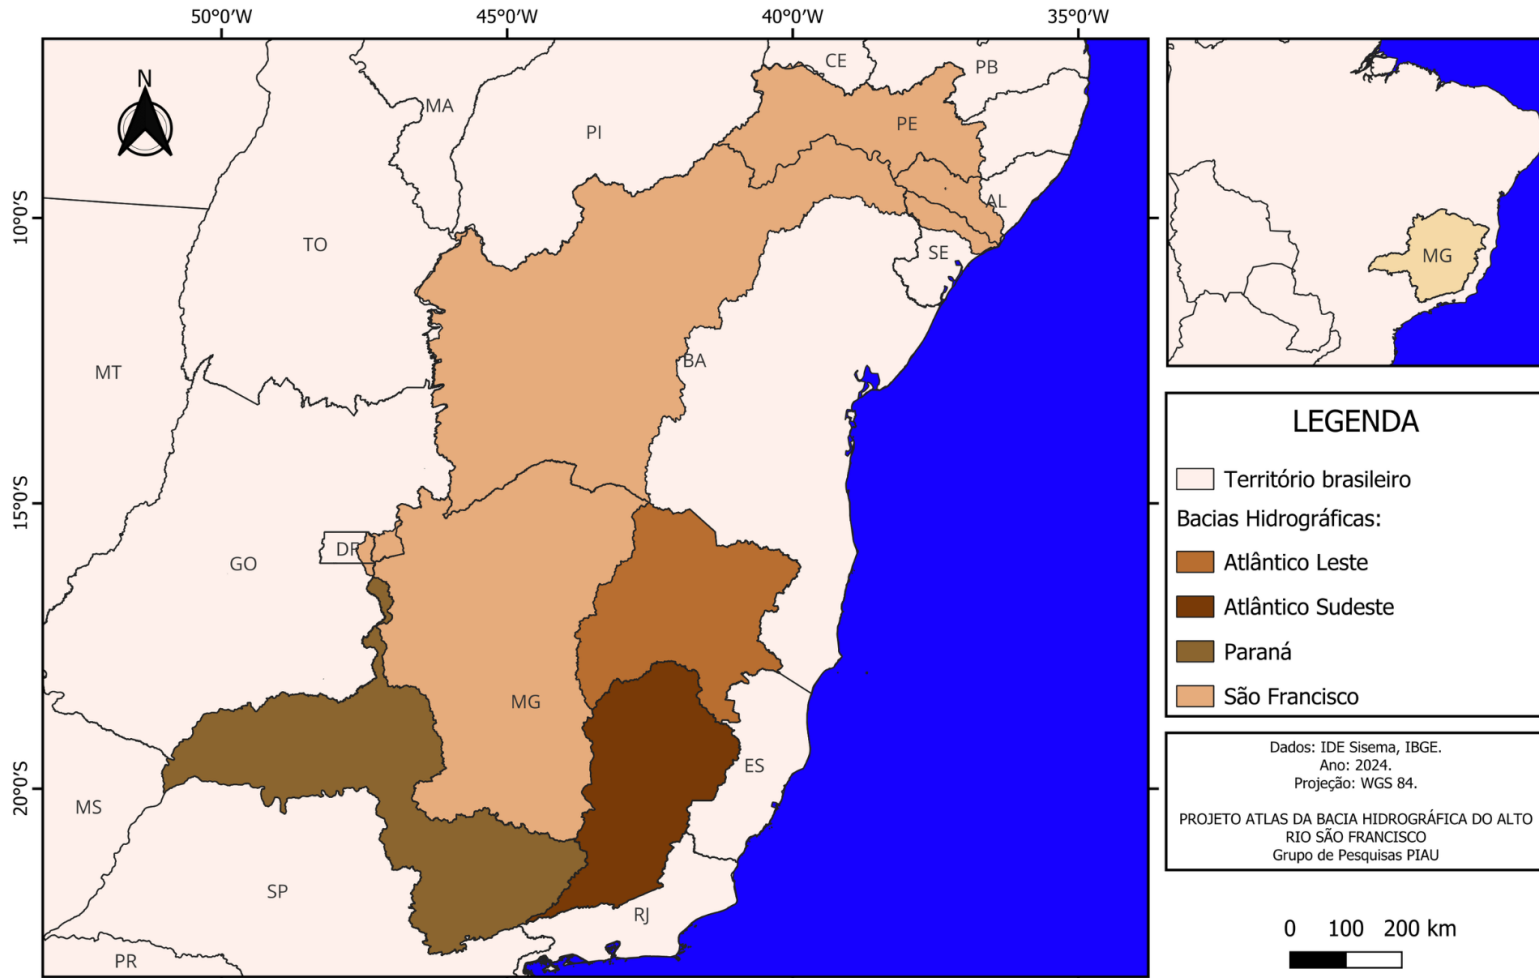 50°0'W 45°0'W 40°0'W 35°0'W
N
CE
PB
MA
PI
PE
10°0'S
AL
TO
SE
MG
MT
BA
15°0'S
GO
DF
MG
ES
20°0'S
MS
SP
RJ
PR
LEGENDA
Território brasileiro
Bacias Hidrográficas:
Atlântico Leste
Atlântico Sudeste
Paraná
São Francisco
Dados: IDE Sisema, IBGE.
Ano: 2024.
Projeção: WGS 84.
PROJETO ATLAS DA BACIA HIDROGRÁFICA DO ALTO
RIO SÃO FRANCISCO
Grupo de Pesquisas PIAU
0 100 200 km